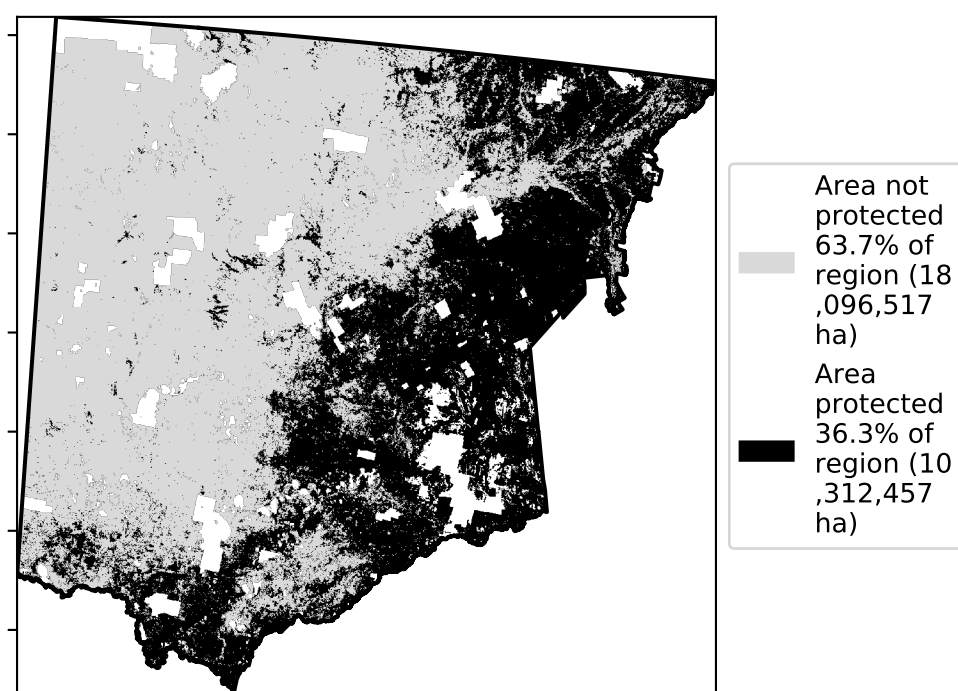 Area not
protected
63.7% of
region (18
,096,517
ha)
Area
protected
36.3% of
region (10
,312,457
ha)